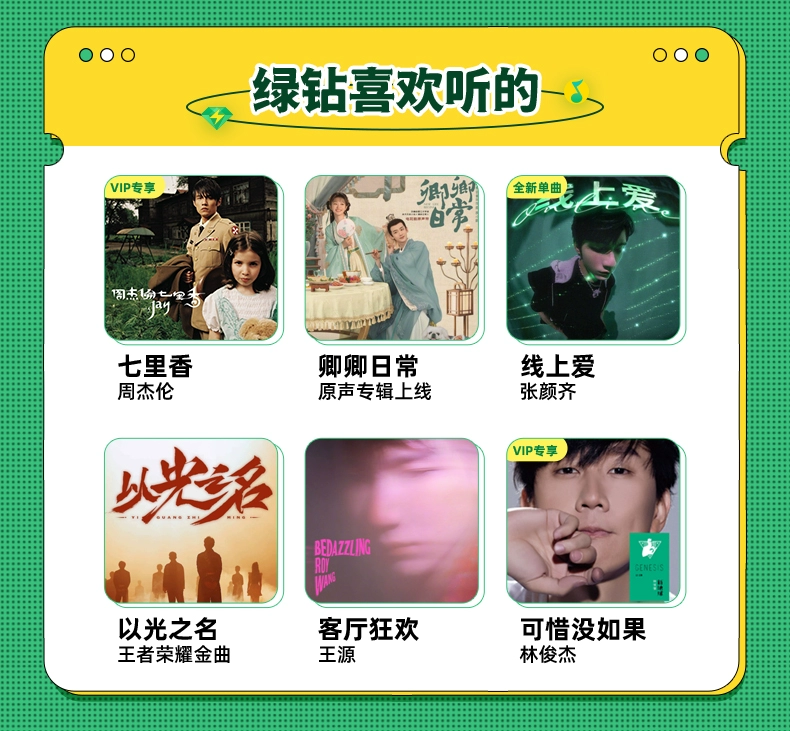 绿钻喜欢听的
VIP专享
周杰伦七里香
Jay
卿卿日常
全新单曲
线上爱
七里香
周杰伦
卿卿日常
原声专辑上线
线上爱
张颜齐
以光之名
YI GUANG ZHI MING
BEDAZZLING
ROY
WANG
VIP专享
GENESIS
以光之名
王者荣耀金曲
客厅狂欢
王源
可惜没如果
林俊杰